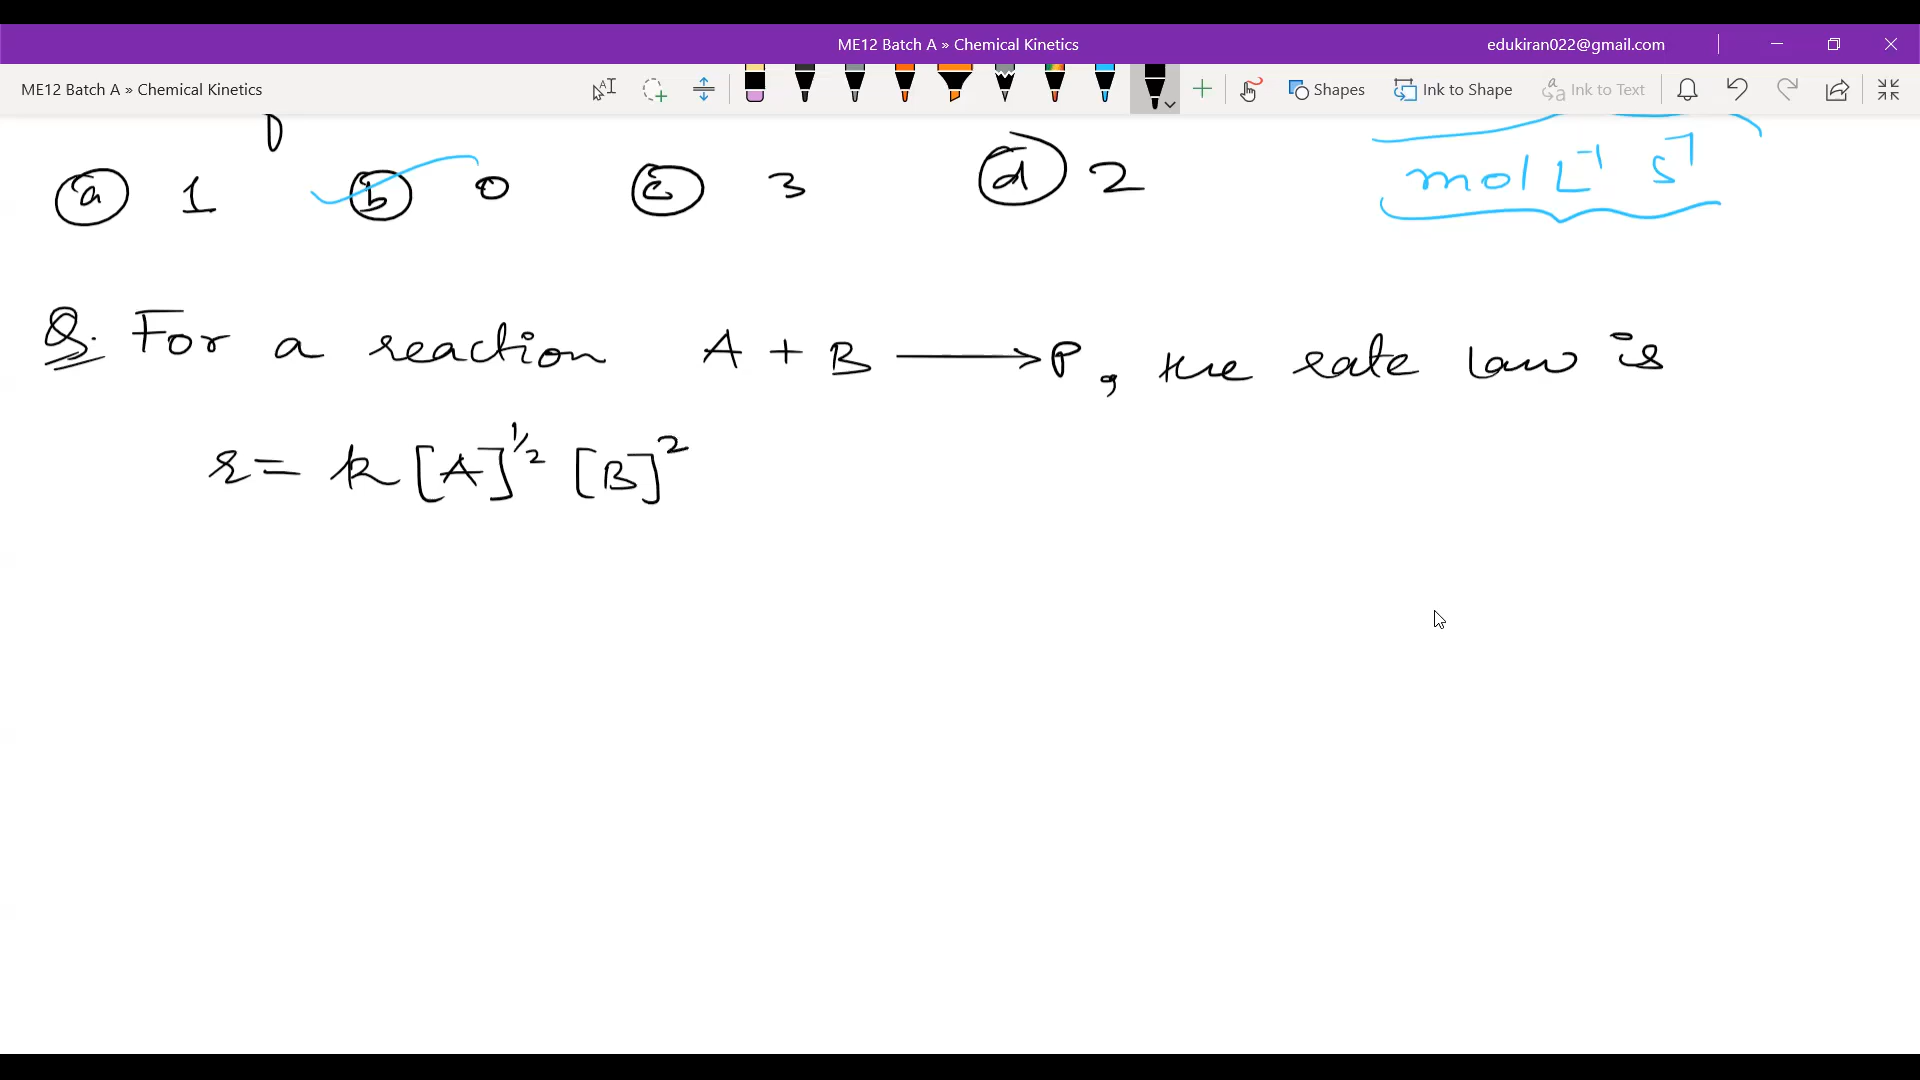 ME12 Batch A » Chemical Kinetics
edukiran022@gmail.com
ME12 Batch A » Chemical Kinetics
Shapes
Ink to Shape
Ink to Text
ⓐ 1 ⓑ 0 ⓒ 3 ⓓ 2
mol L⁻¹ s⁻¹
Q. For a reaction A + B ⟶ P, the rate law is
r = k [A]^1/2 [B]^2